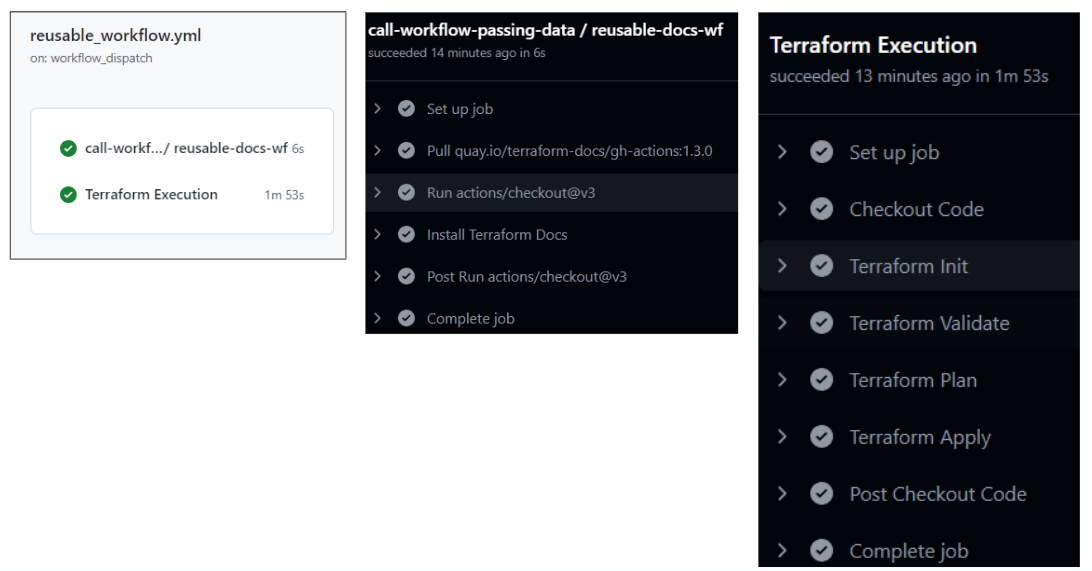 reusable_workflow.yml
on: workflow_dispatch
call-workf.../ reusable-docs-wf 6s
Terraform Execution 1m 53s
call-workflow-passing-data / reusable-docs-wf
succeeded 14 minutes ago in 6s
Set up job
Pull quay.io/terraform-docs/gh-actions:1.3.0
Run actions/checkout@v3
Install Terraform Docs
Post Run actions/checkout@v3
Complete job
Terraform Execution
succeeded 13 minutes ago in 1m 53s
Set up job
Checkout Code
Terraform Init
Terraform Validate
Terraform Plan
Terraform Apply
Post Checkout Code
Complete job